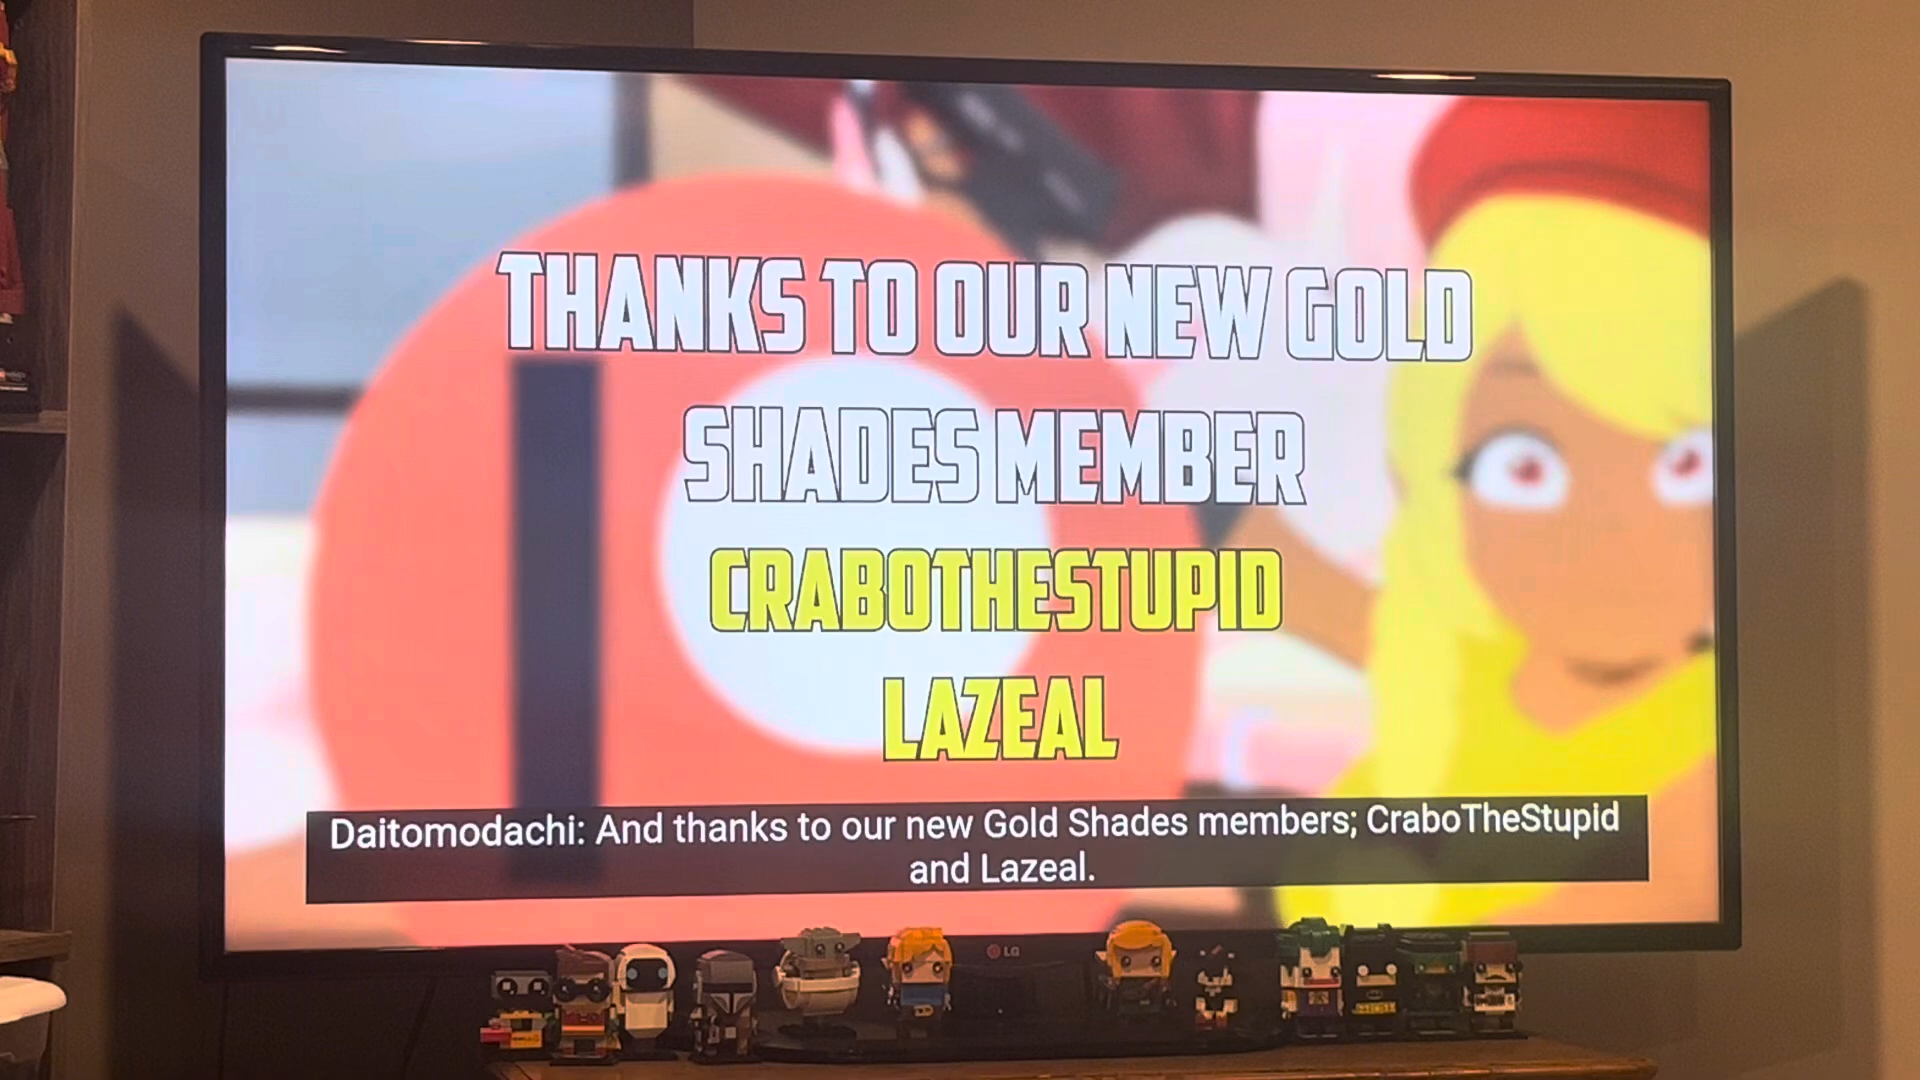 THANKS TO OUR NEW GOLD
SHADES MEMBER
CRABOTHESTUPID
LAZEAL
Daitomodachi: And thanks to our new Gold Shades members; CraboTheStupid
and Lazeal.
LG